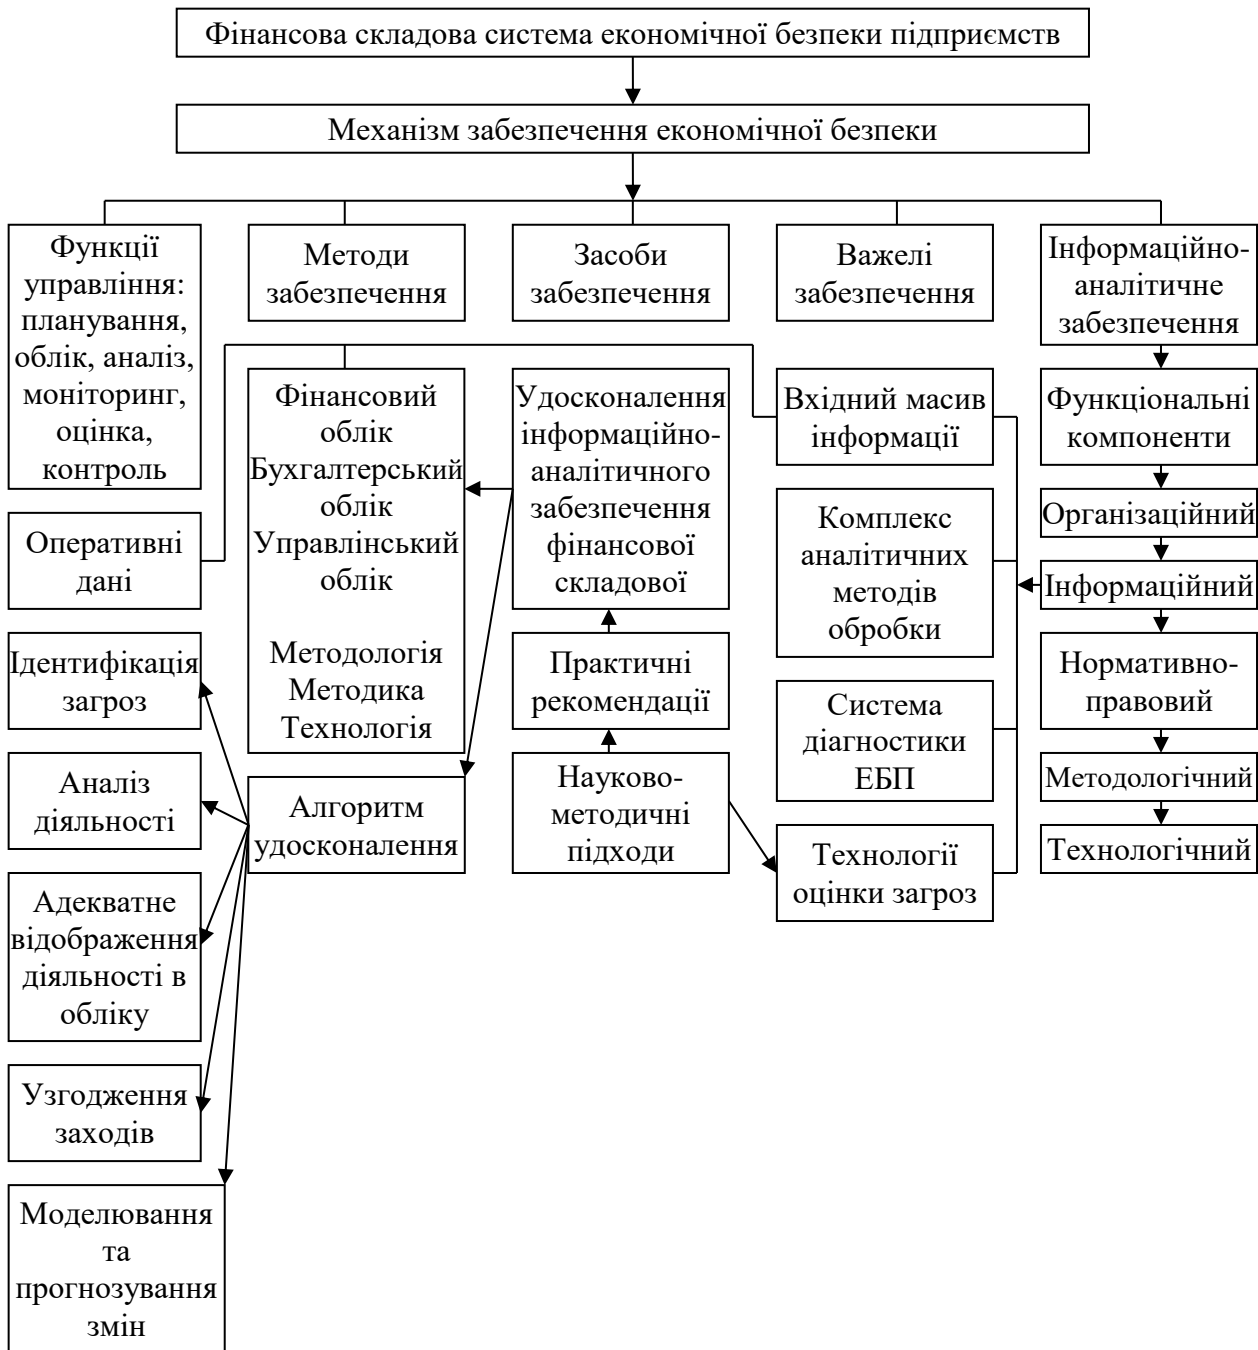 Фінансова складова система економічної безпеки підприємств
Механізм забезпечення економічної безпеки
Функції
управління:
планування,
облік, аналіз,
моніторинг,
оцінка,
контроль
Методи
забезпечення
Засоби
забезпечення
Важелі
забезпечення
Інформаційно-
аналітичне
забезпечення
Фінансовий
облік
Бухгалтерський
облік
Управлінський
облік
Методологія
Методика
Технологія
Удосконалення
інформаційно-
аналітичного
забезпечення
фінансової
складової
Вхідний масив
інформації
Функціональні
компоненти
Оперативні
дані
Комплекс
аналітичних
методів
обробки
Організаційний
Інформаційний
Ідентифікація
загроз
Практичні
рекомендації
Нормативно-
правовий
Система
діагностики
ЕБП
Аналіз
діяльності
Алгоритм
удосконалення
Науково-
методичні
підходи
Методологічний
Технології
оцінки загроз
Технологічний
Адекватне
відображення
діяльності в
обліку
Узгодження
заходів
Моделювання
та
прогнозування
змін